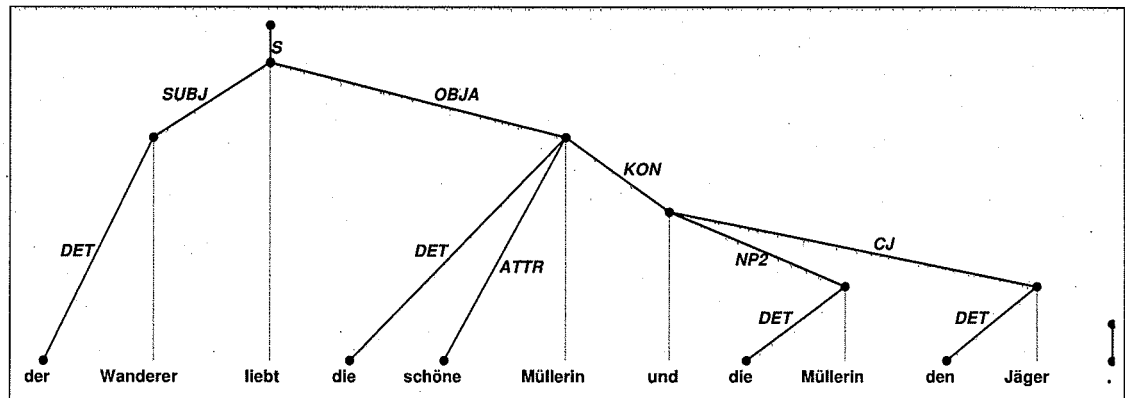 S
SUBJ OBJA
KON
DET DET ATTR NP2 CJ
DET DET
der Wanderer liebt die schöne Müllerin und die Müllerin den Jäger .